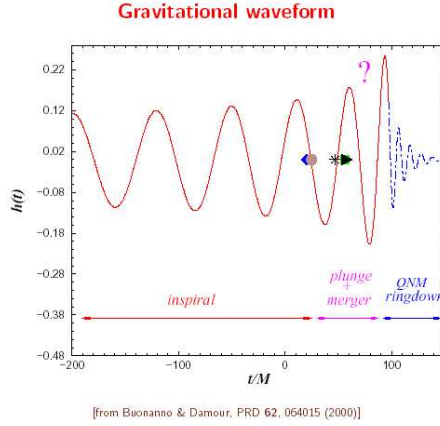 Gravitational waveform
?
0.22
0.12
0.02
−0.08
−0.18
−0.28
−0.38
−0.48
h(t)
inspiral
plunge
+
merger
QNM
ringdown
−200
−100
0
100
t/M
[from Buonanno & Damour, PRD 62, 064015 (2000)]